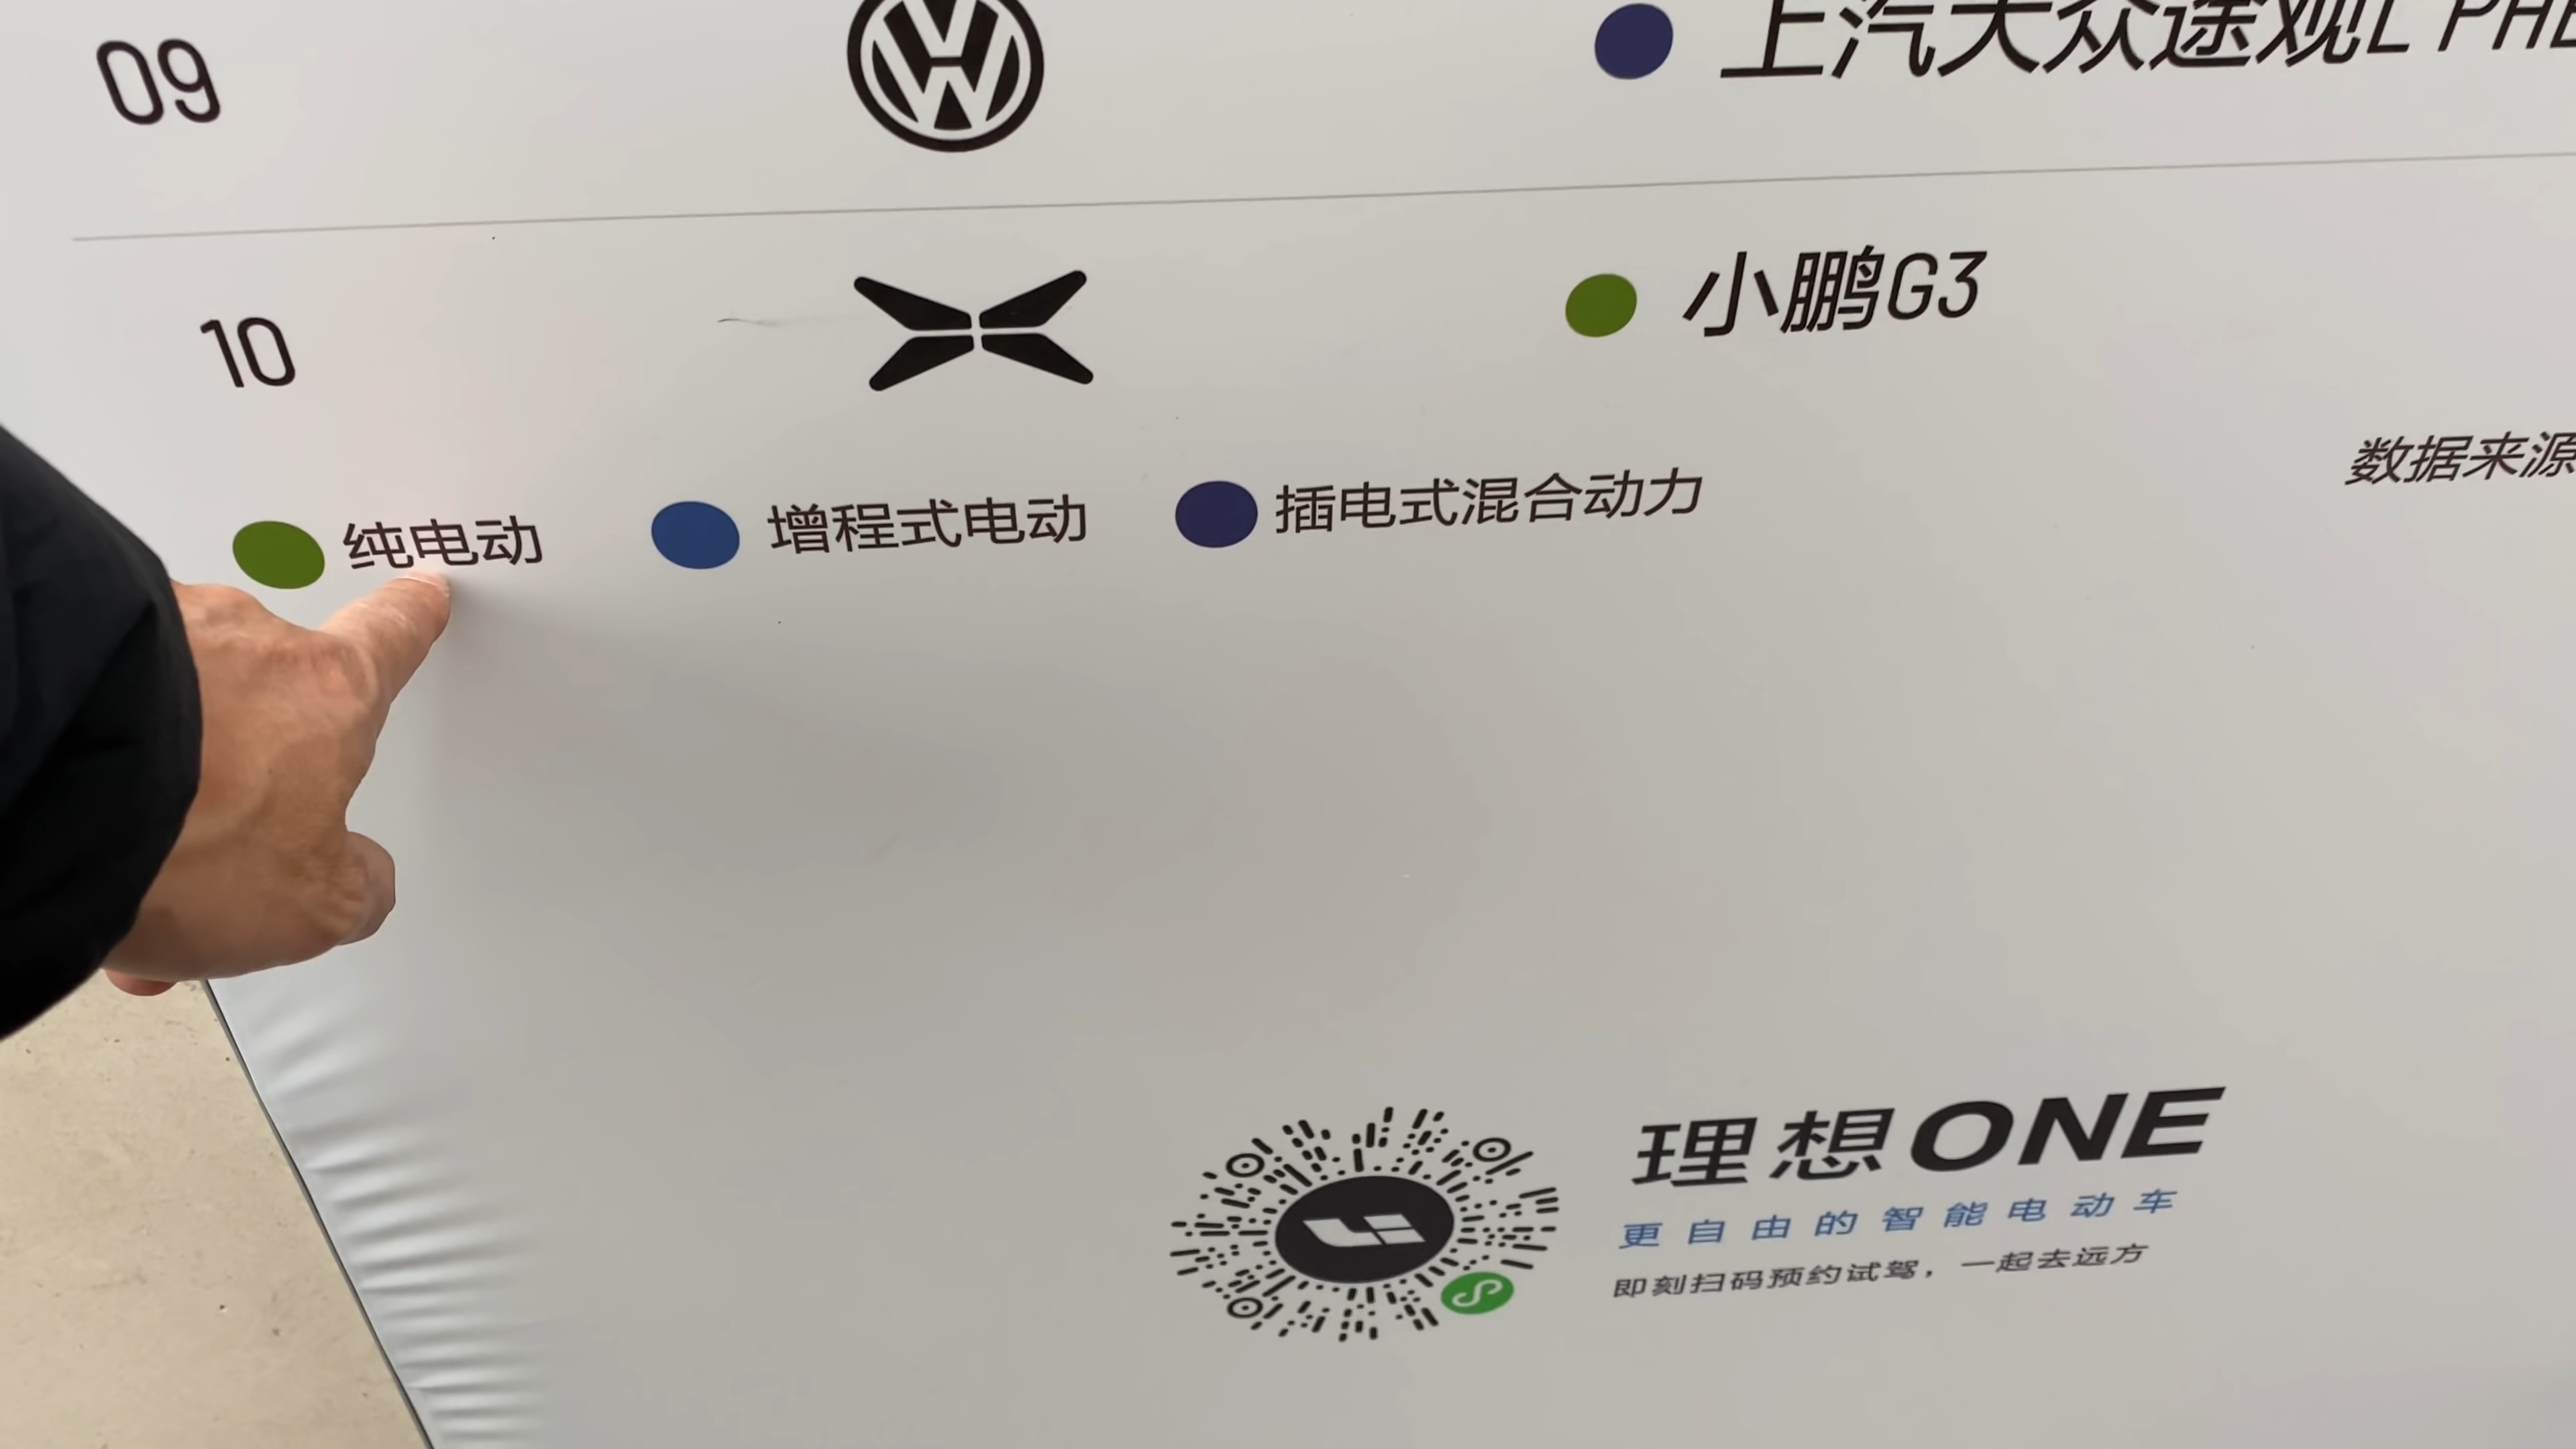 09
上汽大众途观L PHE
10
小鹏G3
数据来源
纯电动
增程式电动
插电式混合动力
理想ONE
更自由的智能电动车
即刻扫码预约试驾，一起去远方